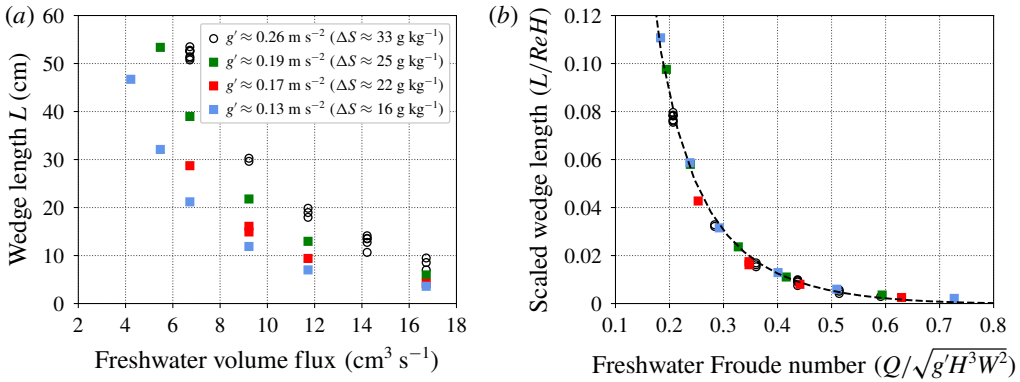 (a)
60
50
40
30
20
10
0
Wedge length L (cm)
g′ ≈ 0.26 m s⁻² (ΔS ≈ 33 g kg⁻¹)
g′ ≈ 0.19 m s⁻² (ΔS ≈ 25 g kg⁻¹)
g′ ≈ 0.17 m s⁻² (ΔS ≈ 22 g kg⁻¹)
g′ ≈ 0.13 m s⁻² (ΔS ≈ 16 g kg⁻¹)
2 4 6 8 10 12 14 16 18
Freshwater volume flux (cm³ s⁻¹)
(b)
0.12
0.10
0.08
0.06
0.04
0.02
0
Scaled wedge length (L/ReH)
0.1 0.2 0.3 0.4 0.5 0.6 0.7 0.8
Freshwater Froude number (Q/√g′H³W²)